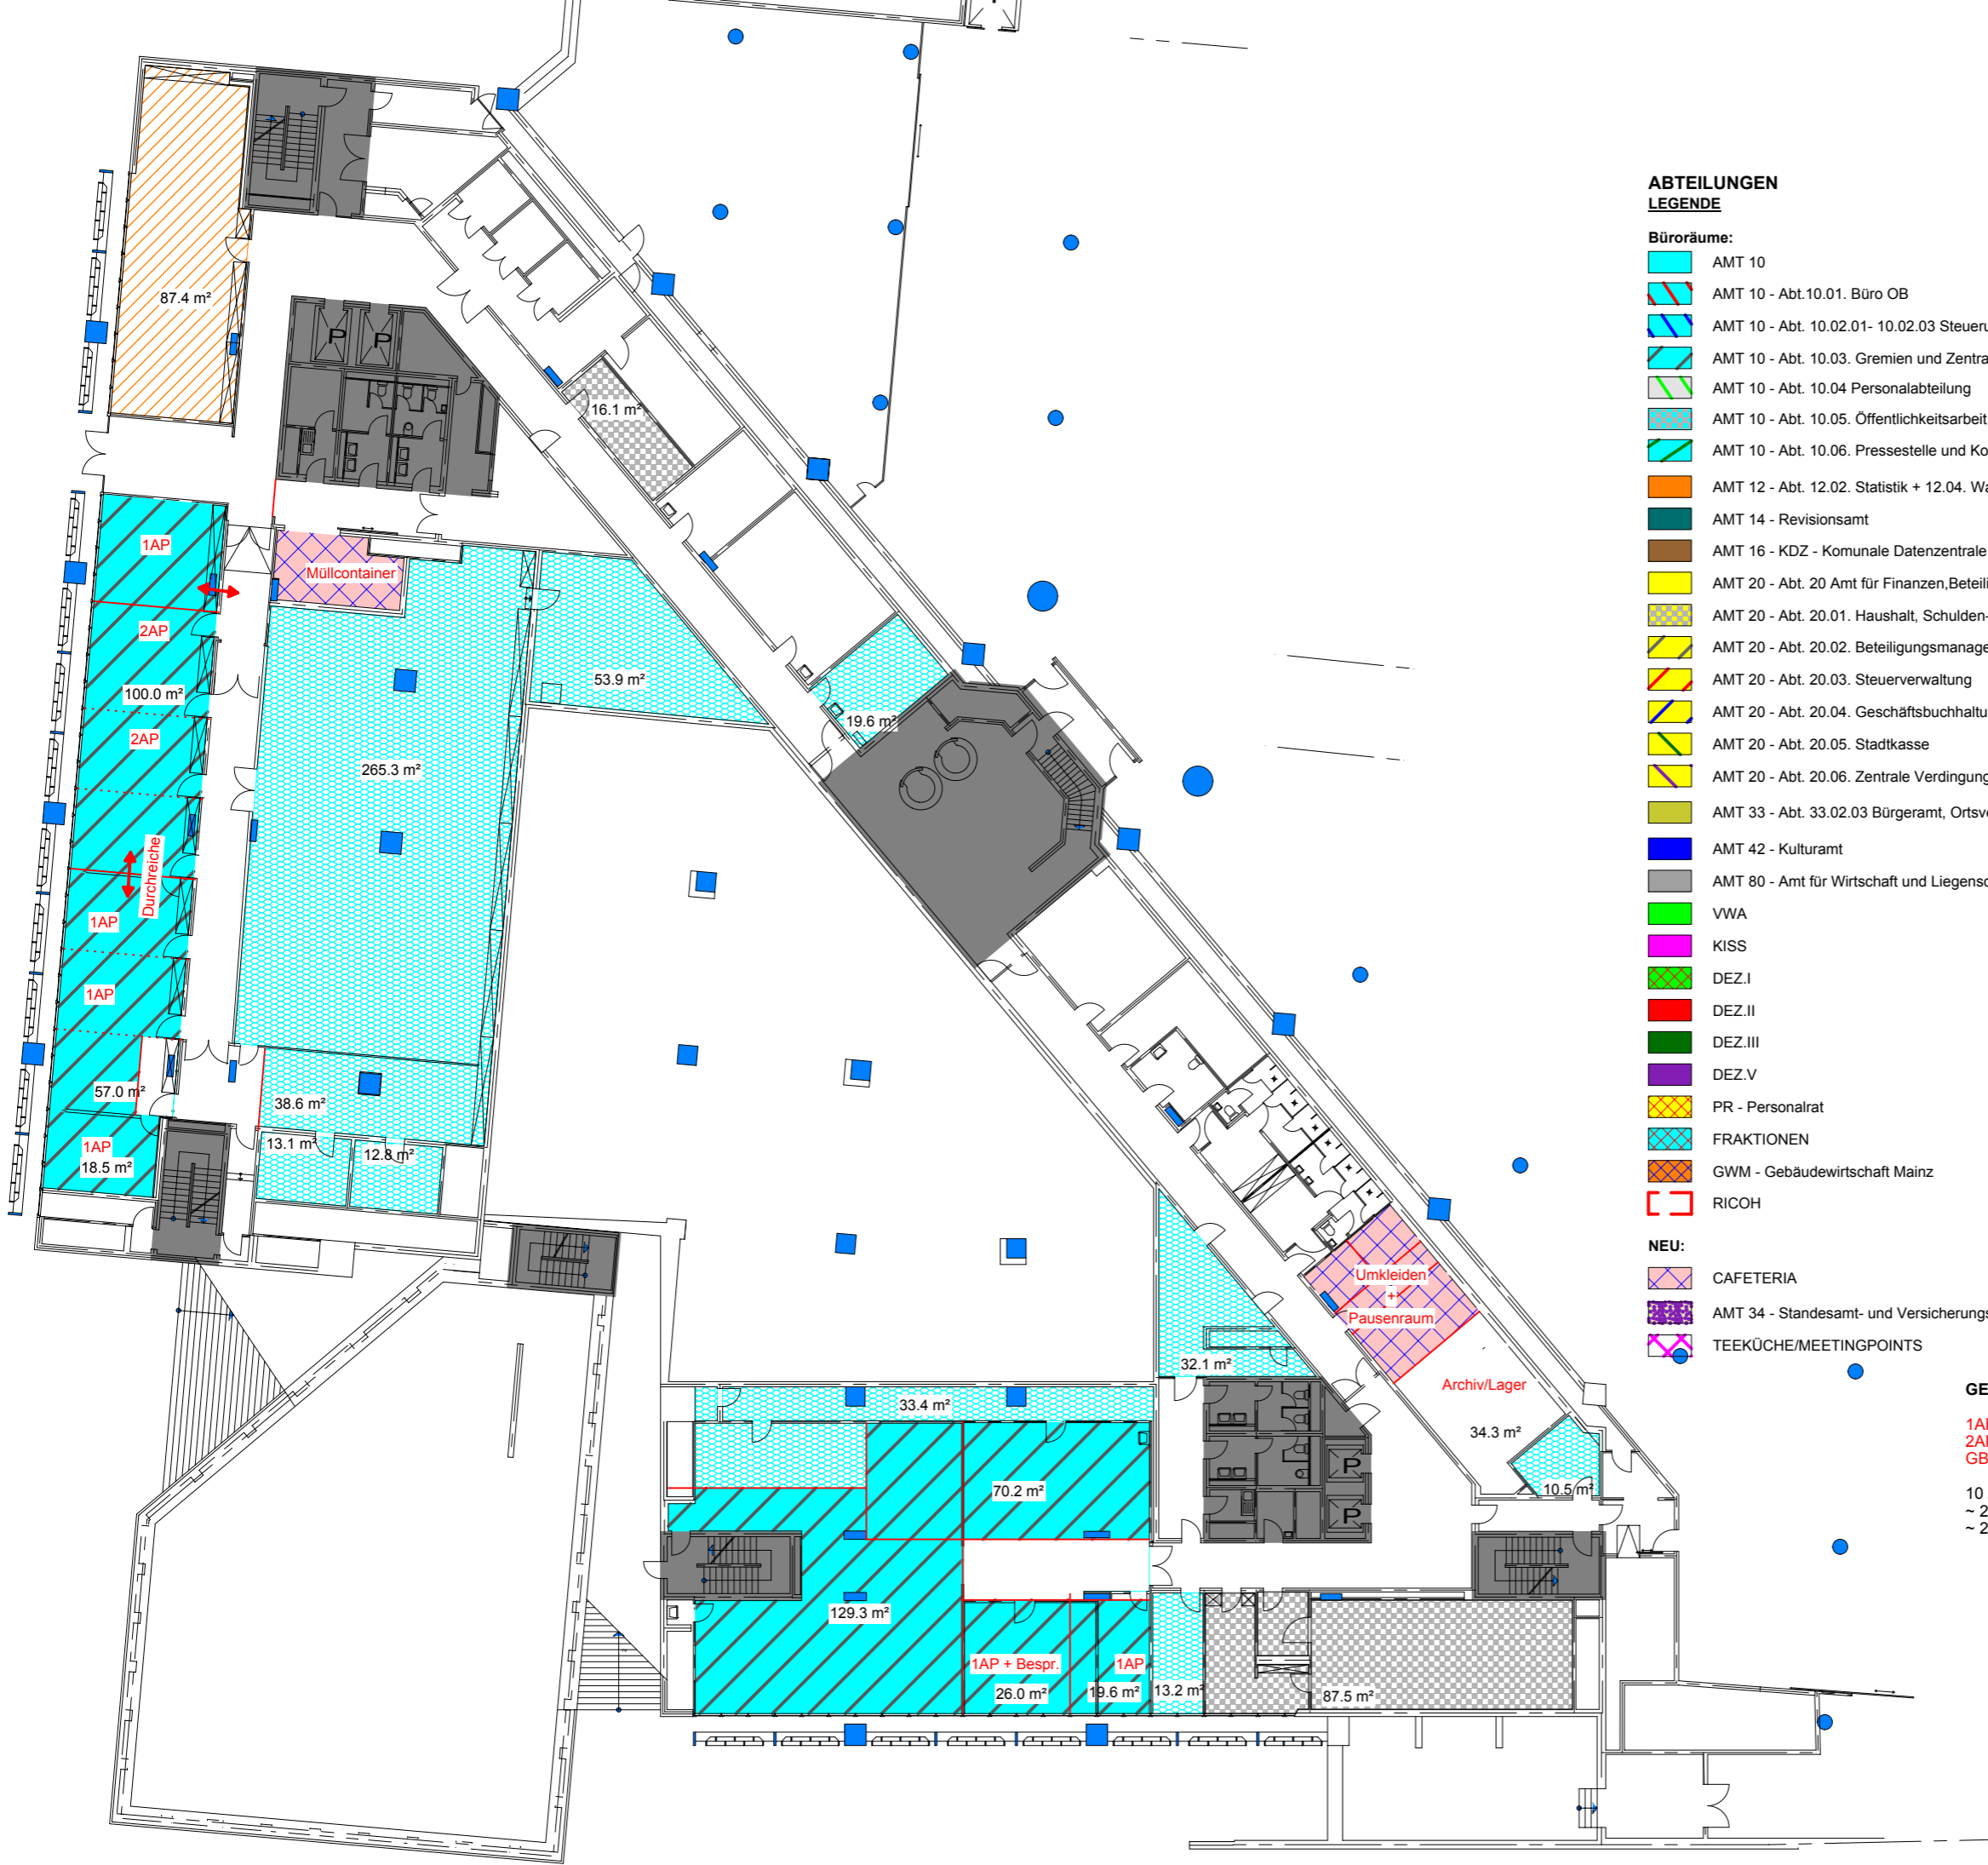 87.4 m²
P
P
16.1 m²
1AP
Müllcontainer
2AP
100.0 m²
53.9 m²
19.6 m²
2AP
265.3 m²
Durchreiche
1AP
1AP
57.0 m²
38.6 m²
13.1 m²
12.8 m²
1AP
18.5 m²
Umkleiden
+
Pausenraum
32.1 m²
Archiv/Lager
33.4 m²
34.3 m²
P
70.2 m²
10.5 m²
P
129.3 m²
1AP + Bespr.
26.0 m²
1AP
19.6 m²
13.2 m²
87.5 m²
ABTEILUNGEN
LEGENDE
Büroräume:
AMT 10
AMT 10 - Abt.10.01. Büro OB
AMT 10 - Abt. 10.02.01- 10.02.03
AMT 10 - Abt. 10.03. Gremien und
AMT 10 - Abt. 10.04 Personalabteilung
AMT 10 - Abt. 10.05. Öffentlichkeitsarbeit
AMT 10 - Abt. 10.06. Pressestelle und
AMT 12 - Abt. 12.02. Statistik + 12.04.
AMT 14 - Revisionsamt
AMT 16 - KDZ - Komunale Datenzentrale
AMT 20 - Abt. 20 Amt für Finanzen,
AMT 20 - Abt. 20.01. Haushalt, Schulden-
AMT 20 - Abt. 20.02.
AMT 20 - Abt. 20.03. Steuerverwaltung
AMT 20 - Abt. 20.04.
AMT 20 - Abt. 20.05. Stadtkasse
AMT 20 - Abt. 20.06. Zentrale
AMT 33 - Abt. 33.02.03 Bürgeramt,
AMT 42 - Kulturamt
AMT 80 - Amt für Wirtschaft und
VWA
KISS
DEZ.I
DEZ.II
DEZ.III
DEZ.V
PR - Personalrat
FRAKTIONEN
GWM - Gebäudewirtschaft Mainz
RICOH
NEU:
CAFETERIA
AMT 34 - Standesamt- und
TEEKÜCHE/MEETINGPOINTS
GE
GB
10
~ 2
~ 2